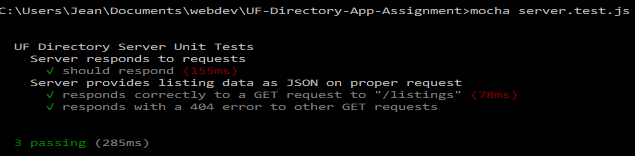 C:\Users\Jean\Documents\webdev\UF-Directory-App-Assignment>mocha server.test.js
UF Directory Server Unit Tests
Server responds to requests
√ should respond (155ms)
Server provides listing data as JSON on proper request
√ responds correctly to a GET request to "/listings" (78ms)
√ responds with a 404 error to other GET requests
3 passing (285ms)